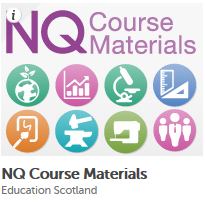 NQ Course
Materials
NQ Course Materials
Education Scotland